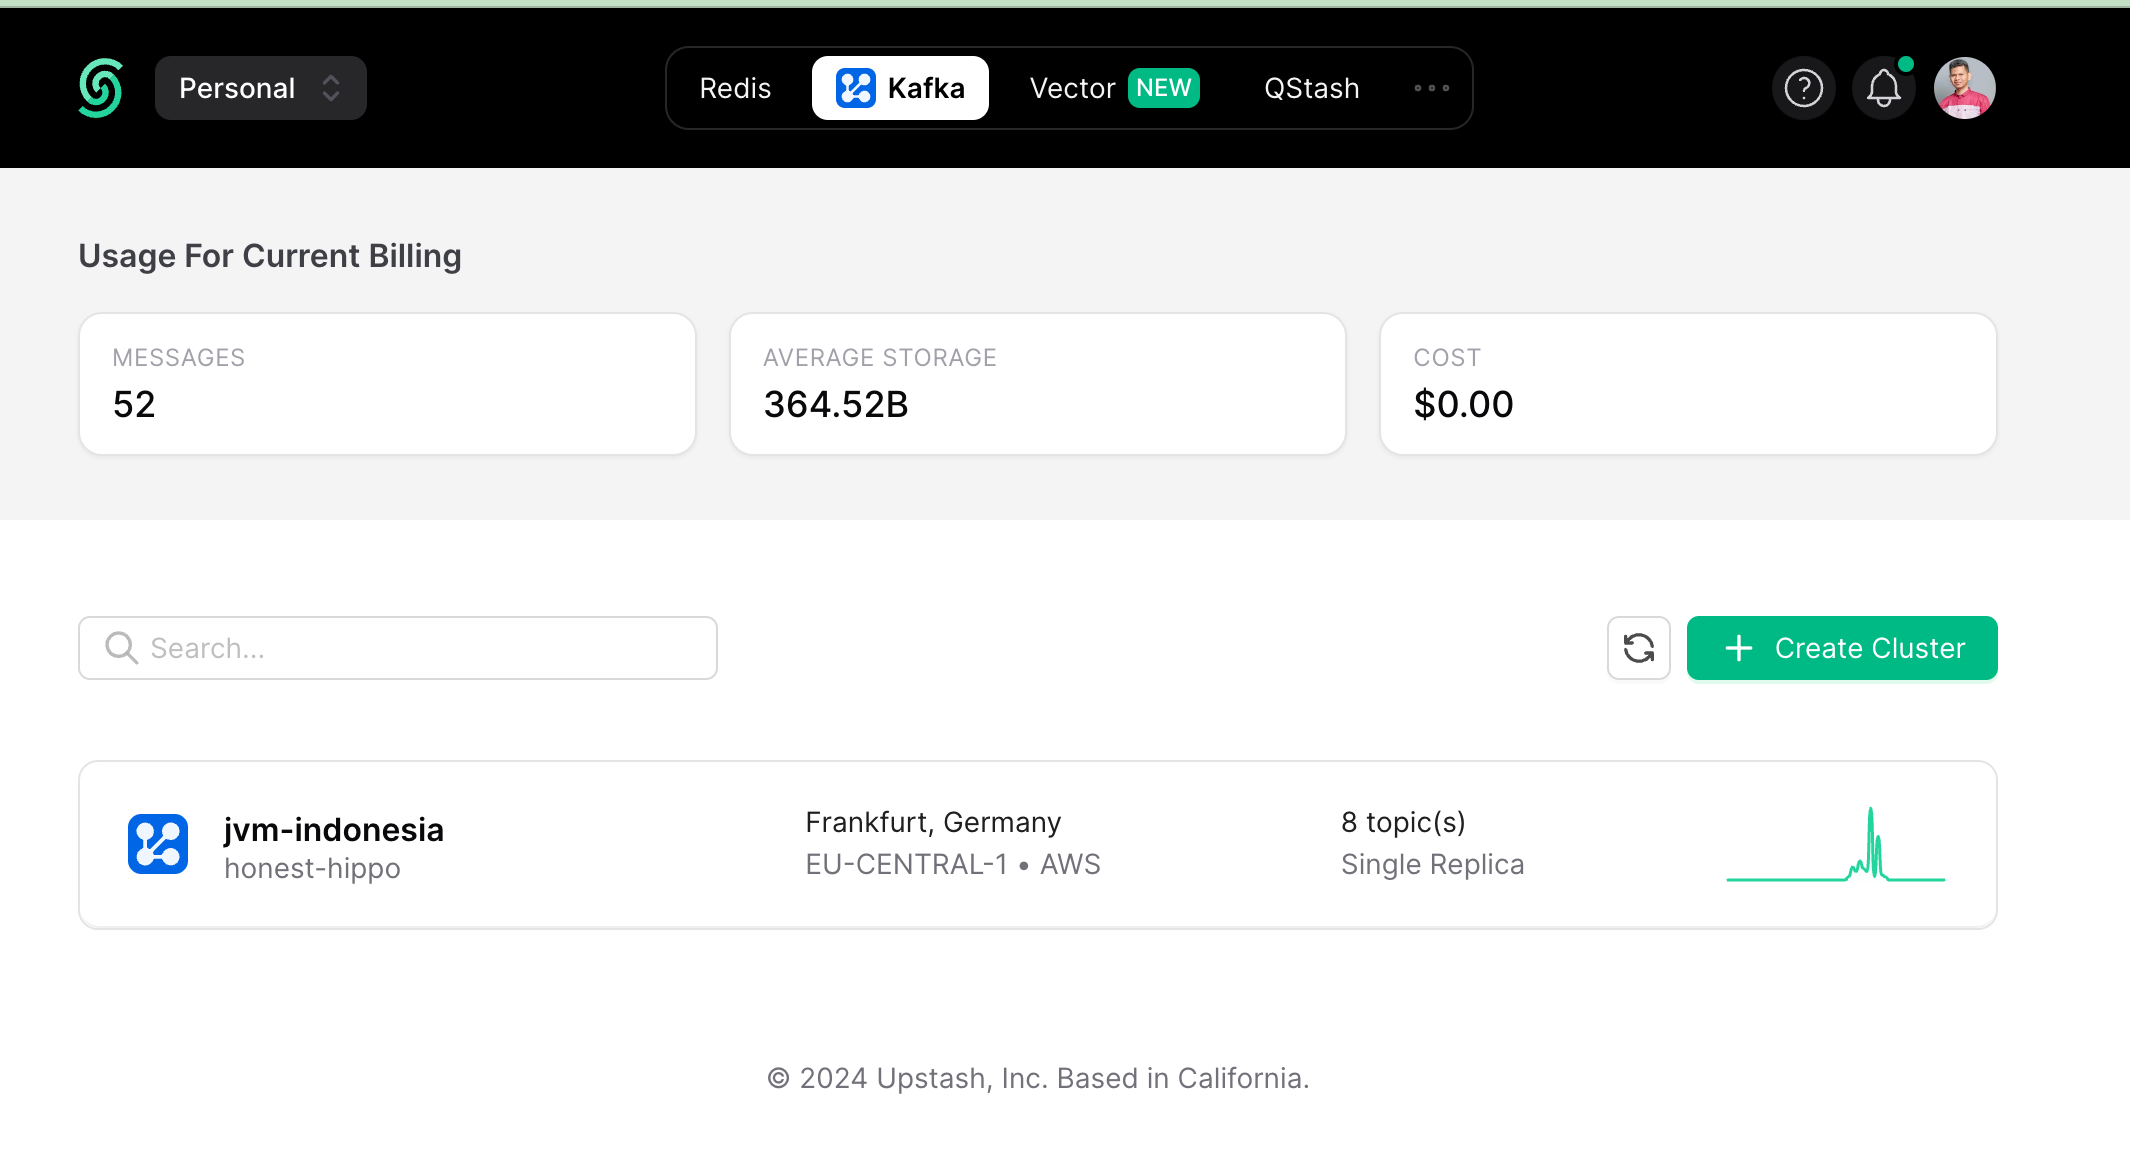 Personal
Redis
Kafka
Vector NEW
QStash
Usage For Current Billing
MESSAGES
52
AVERAGE STORAGE
364.52B
COST
$0.00
Search...
Create Cluster
jvm-indonesia
honest-hippo
Frankfurt, Germany
EU-CENTRAL-1 • AWS
8 topic(s)
Single Replica
© 2024 Upstash, Inc. Based in California.